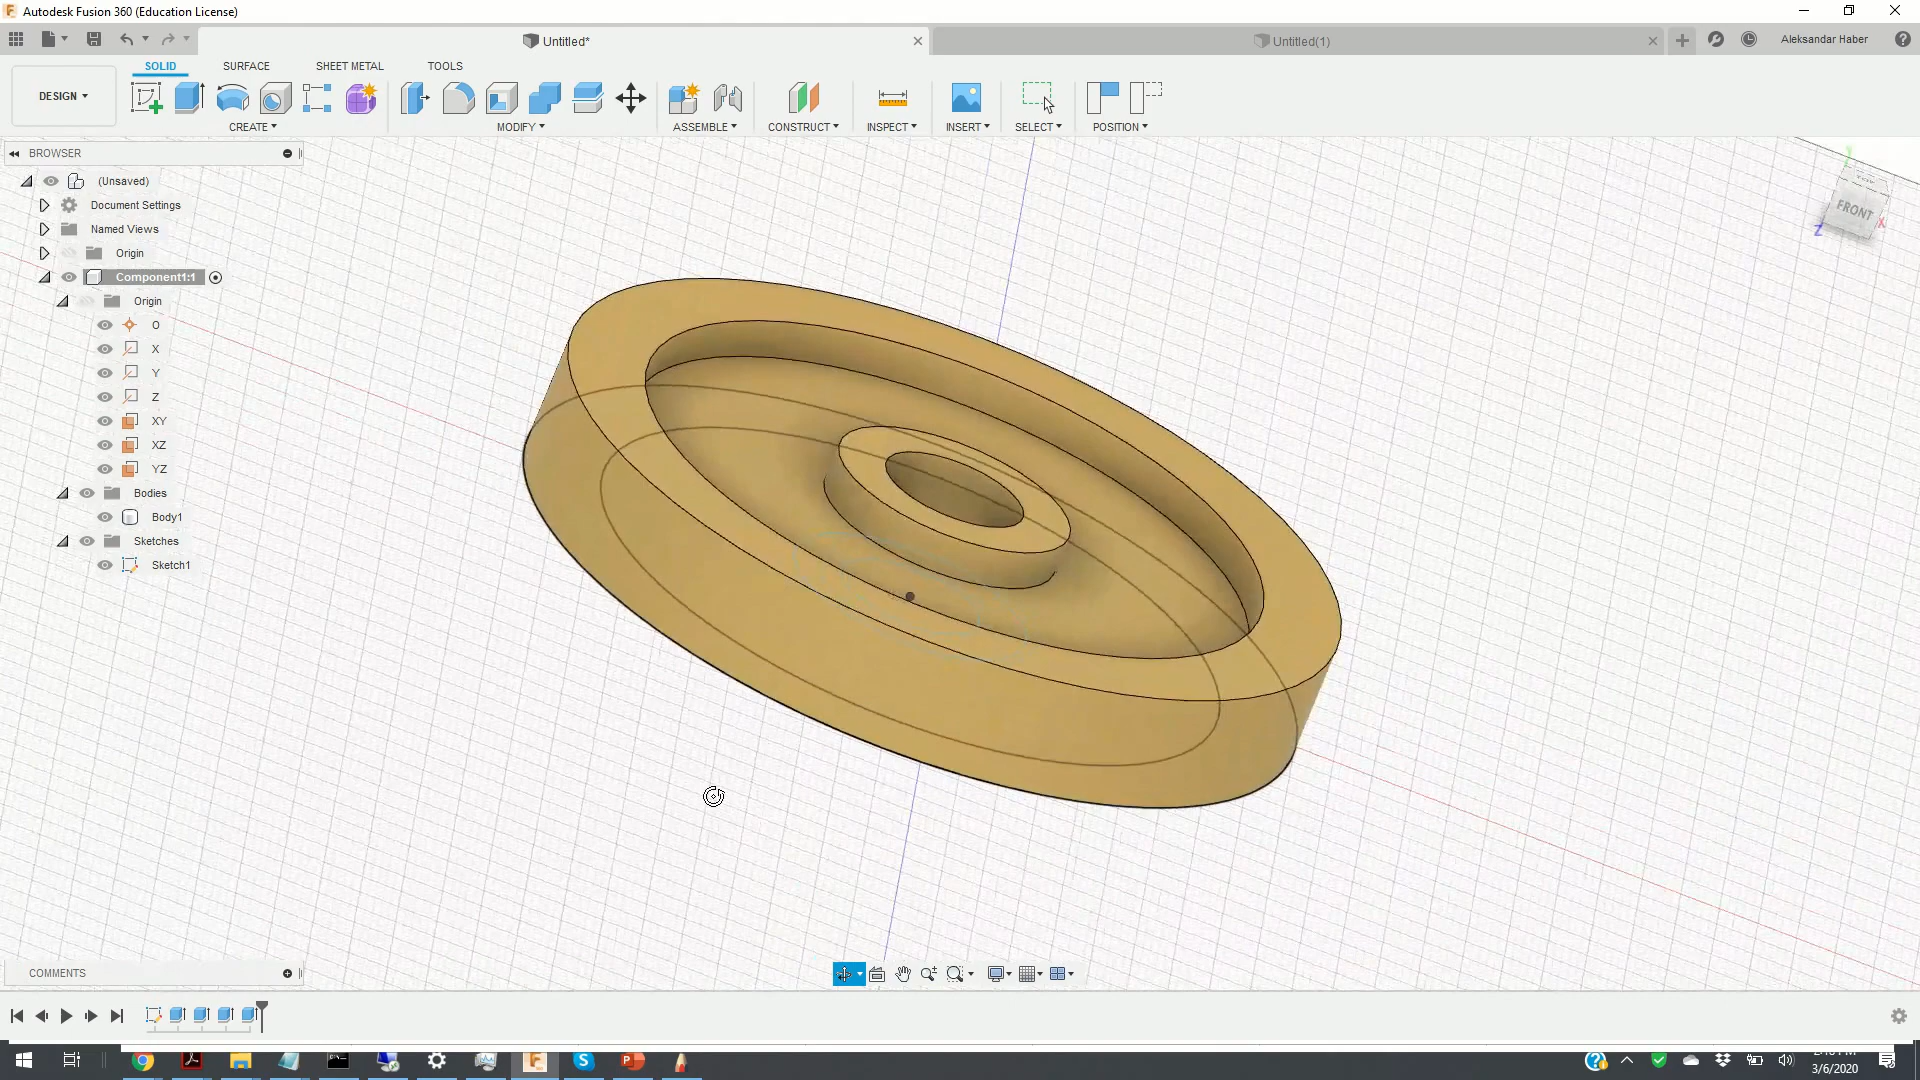 Autodesk Fusion 360 (Education License)
Untitled*
Untitled(1)
Aleksandar Haber
DESIGN
SOLID
SURFACE
SHEET METAL
TOOLS
CREATE
MODIFY
ASSEMBLE
CONSTRUCT
INSPECT
INSERT
SELECT
POSITION
BROWSER
(Unsaved)
Document Settings
Named Views
Origin
Component1:1
Origin
O
X
Y
Z
XY
XZ
YZ
Bodies
Body1
Sketches
Sketch1
TOP
FRONT
Z
X
COMMENTS
3/6/2020